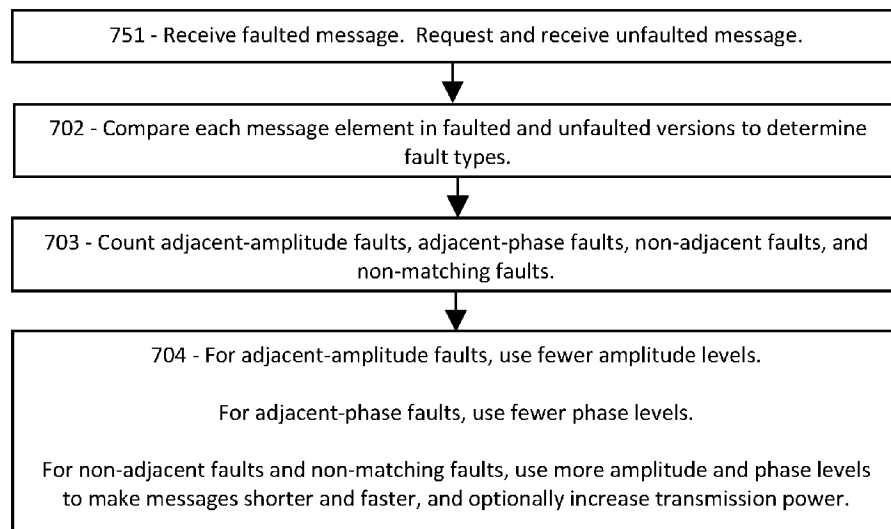 751 - Receive faulted message.  Request and receive unfaulted message.
702 - Compare each message element in faulted and unfaulted versions to determine
fault types.
703 - Count adjacent-amplitude faults, adjacent-phase faults, non-adjacent faults, and
non-matching faults.
704 - For adjacent-amplitude faults, use fewer amplitude levels.
For adjacent-phase faults, use fewer phase levels.
For non-adjacent faults and non-matching faults, use more amplitude and phase levels
to make messages shorter and faster, and optionally increase transmission power.